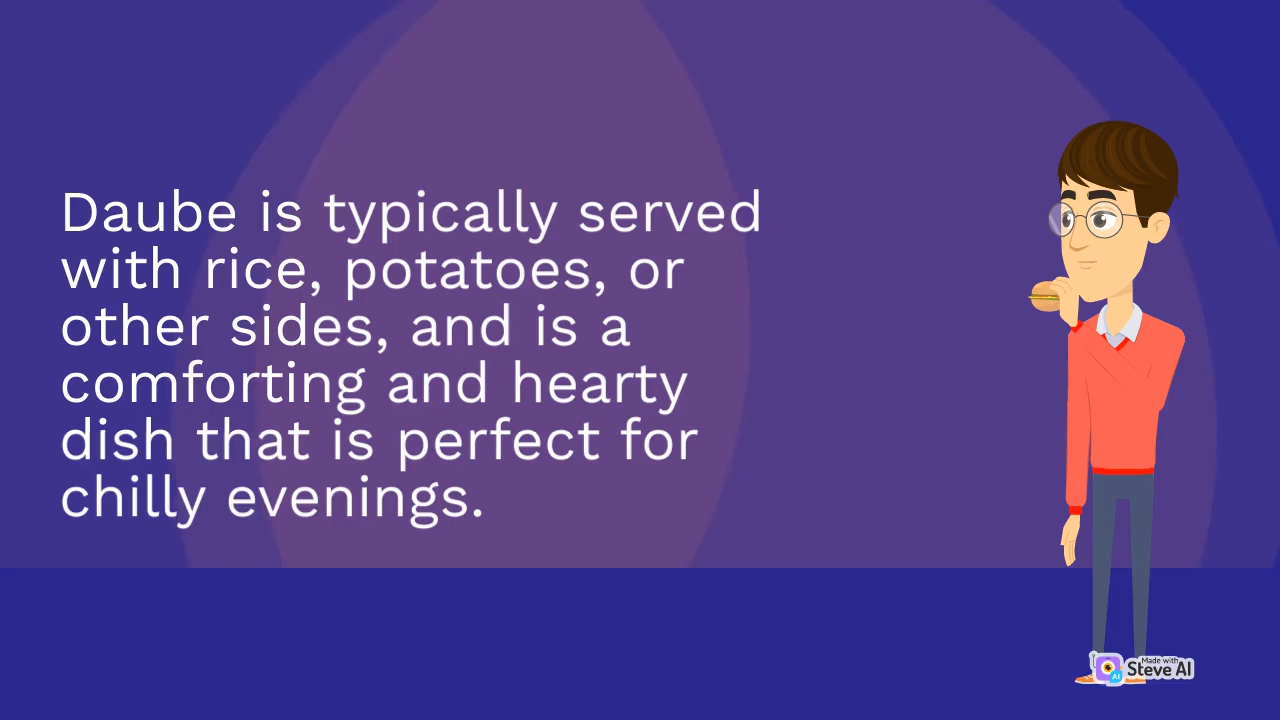 Daube is typically served
with rice, potatoes, or
other sides, and is a
comforting and hearty
dish that is perfect for
chilly evenings.
Made with
Steve AI
AI